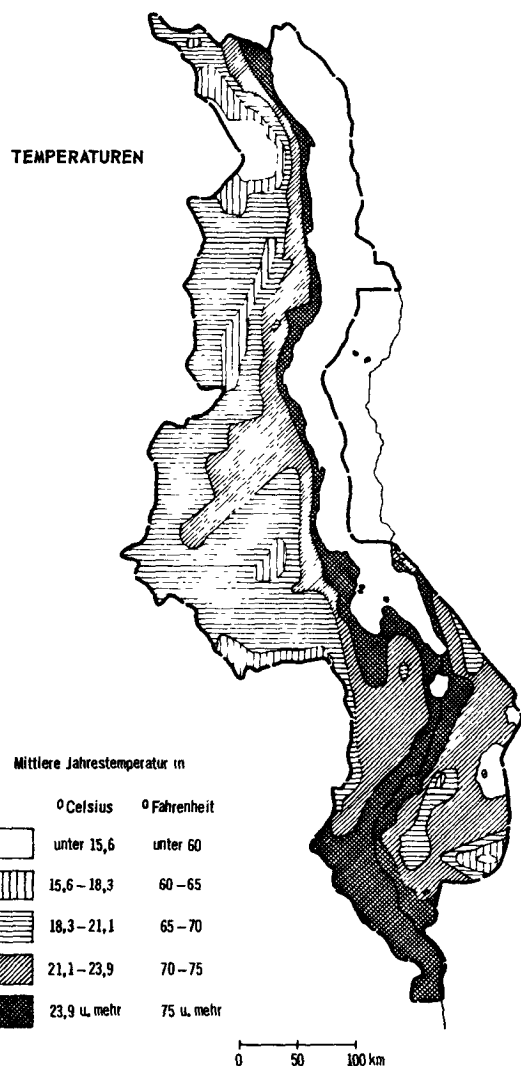 TEMPERATUREN
Mittlere Jahrestemperatur in
° Celsius ° Fahrenheit
unter 15,6 unter 60
15,6 – 18,3 60 – 65
18,3 – 21,1 65 – 70
21,1 – 23,9 70 – 75
23,9 u. mehr 75 u. mehr
0 50 100 km